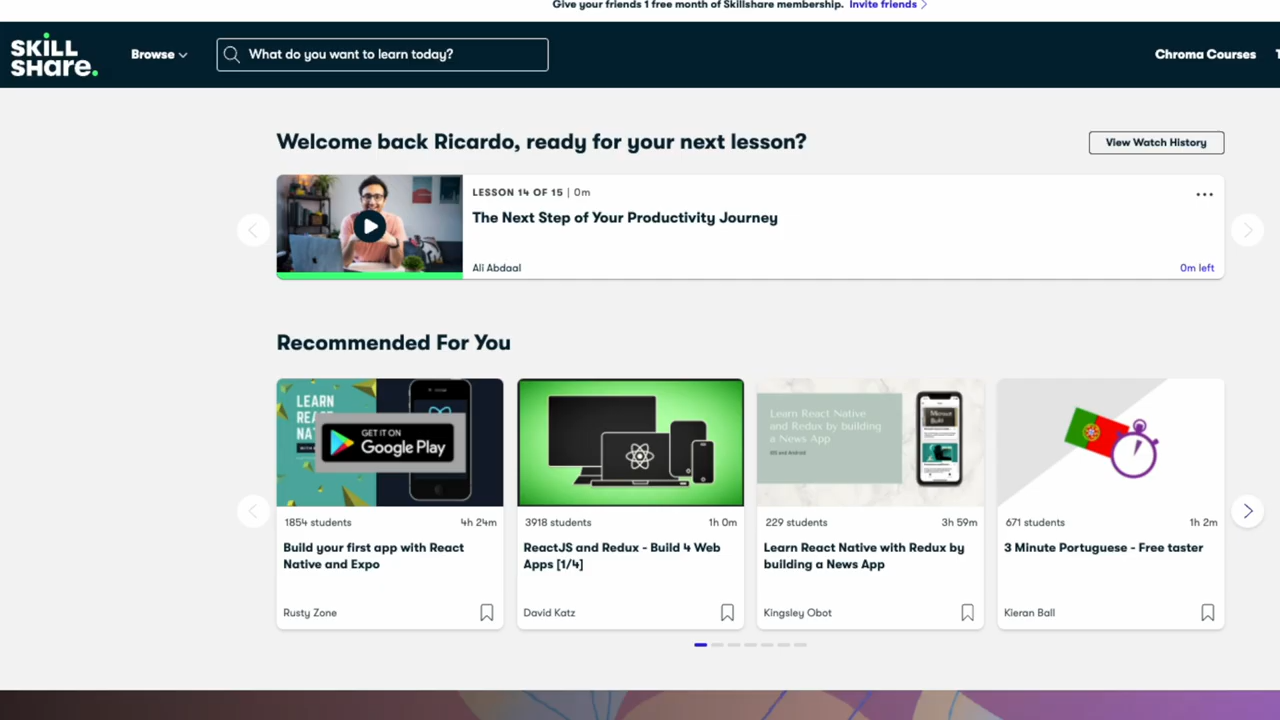 Give your friends 1 free month of Skillshare membership. Invite friends
SKILL
SHARE.
Browse
What do you want to learn today?
Chroma Courses
Welcome back Ricardo, ready for your next lesson?
View Watch History
LESSON 14 OF 15 | 0m
The Next Step of Your Productivity Journey
Ali Abdaal
0m left
Recommended For You
LEARN
GET IT ON
Google Play
1854 students 4h 24m
Build your first app with React
Native and Expo
Rusty Zone
3918 students 1h 0m
ReactJS and Redux - Build 4 Web
Apps [1/4]
David Katz
Learn React Native
and Redux by building
a News App
iOS and Android
229 students 3h 59m
Learn React Native with Redux by
building a News App
Kingsley Obot
671 students 1h 2m
3 Minute Portuguese - Free taster
Kieran Ball